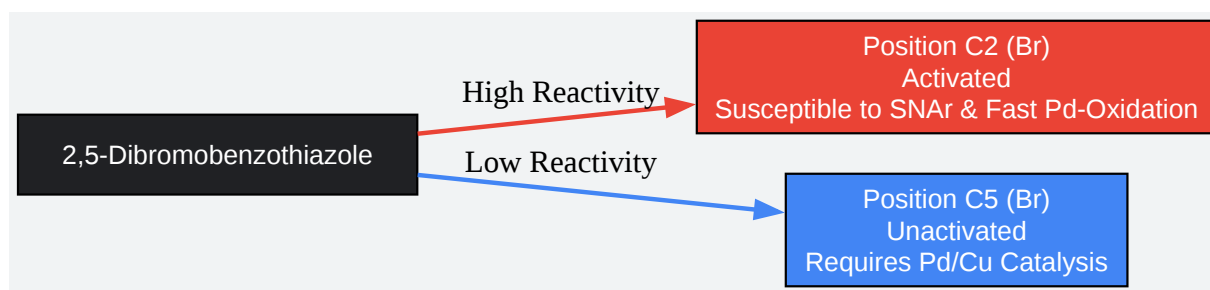 2,5-Dibromobenzothiazole
High Reactivity
Low Reactivity
Position C2 (Br)
Activated
Susceptible to SNAr & Fast Pd-Oxidation
Position C5 (Br)
Unactivated
Requires Pd/Cu Catalysis